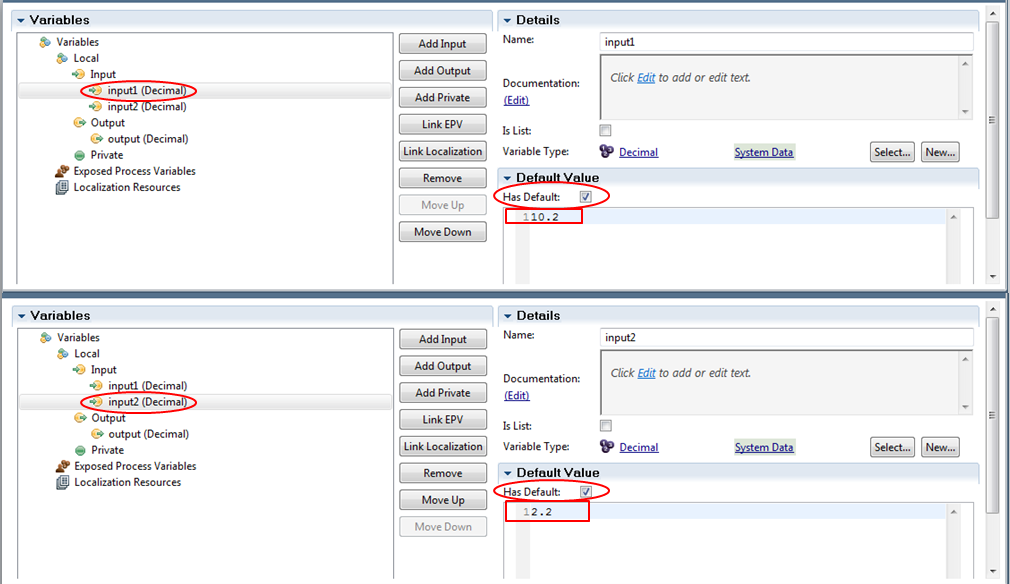 Variables
Variables
Local
Input
input1 (Decimal)
input2 (Decimal)
Output
output (Decimal)
Private
Exposed Process Variables
Localization Resources
Add Input
Add Output
Add Private
Link EPV
Link Localization
Remove
Move Up
Move Down
Details
Name: input1
Documentation: Click Edit to add or edit text.
(Edit)
Is List:
Variable Type: Decimal System Data Select... New...
Default Value
Has Default:
1 10.2
Variables
Variables
Local
Input
input1 (Decimal)
input2 (Decimal)
Output
output (Decimal)
Private
Exposed Process Variables
Localization Resources
Add Input
Add Output
Add Private
Link EPV
Link Localization
Remove
Move Up
Move Down
Details
Name: input2
Documentation: Click Edit to add or edit text.
(Edit)
Is List:
Variable Type: Decimal System Data Select... New...
Default Value
Has Default:
1 2.2